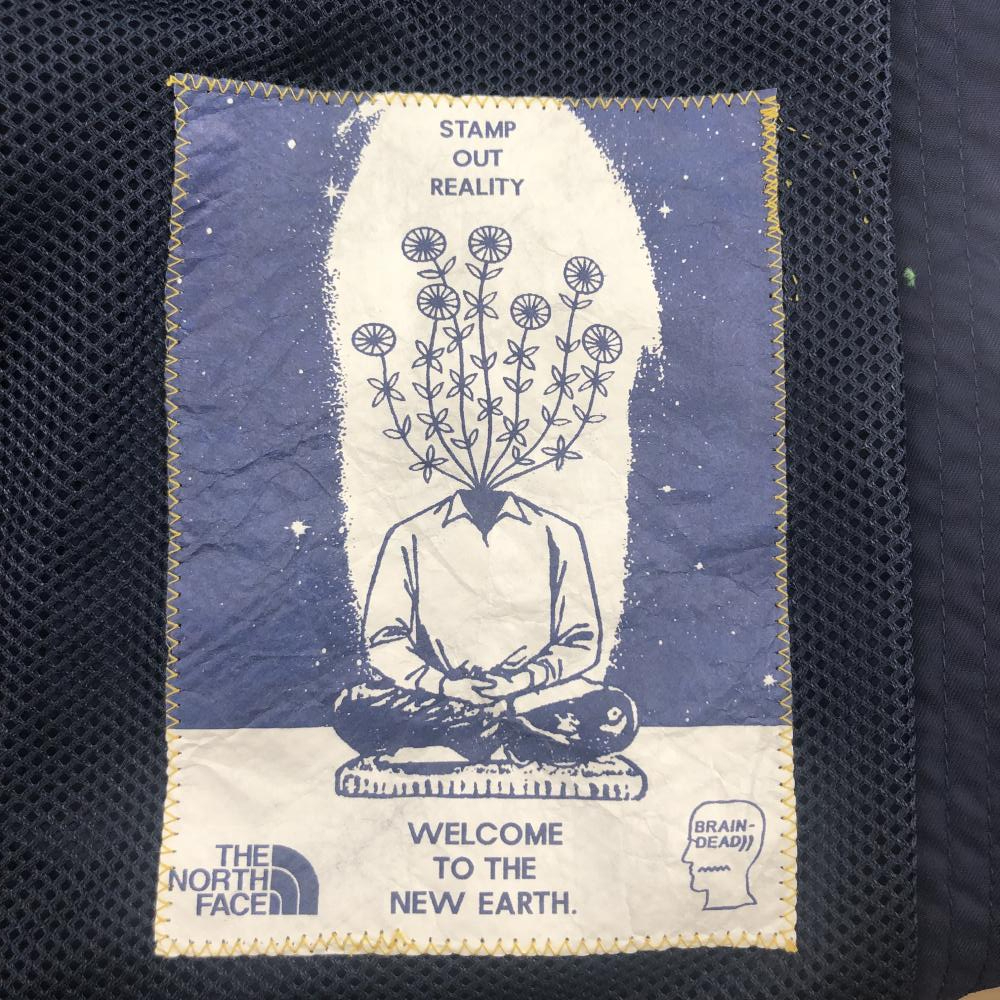 STAMP
OUT
REALITY
WELCOME
TO THE
NEW EARTH.
THE
NORTH
FACE
BRAIN-
DEAD))